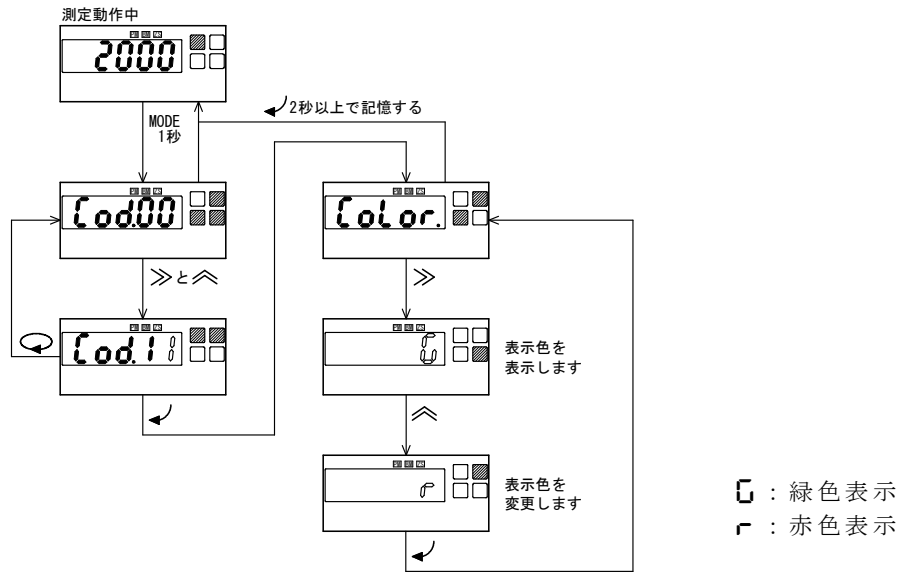 測定動作中
2000
MODE
1秒
2秒以上で記憶する
Cod.00
CoLor.
≫と︽
≫
Cod.11
G
表示色を
表示します
︽
r
表示色を
変更します
G：緑色表示
r：赤色表示